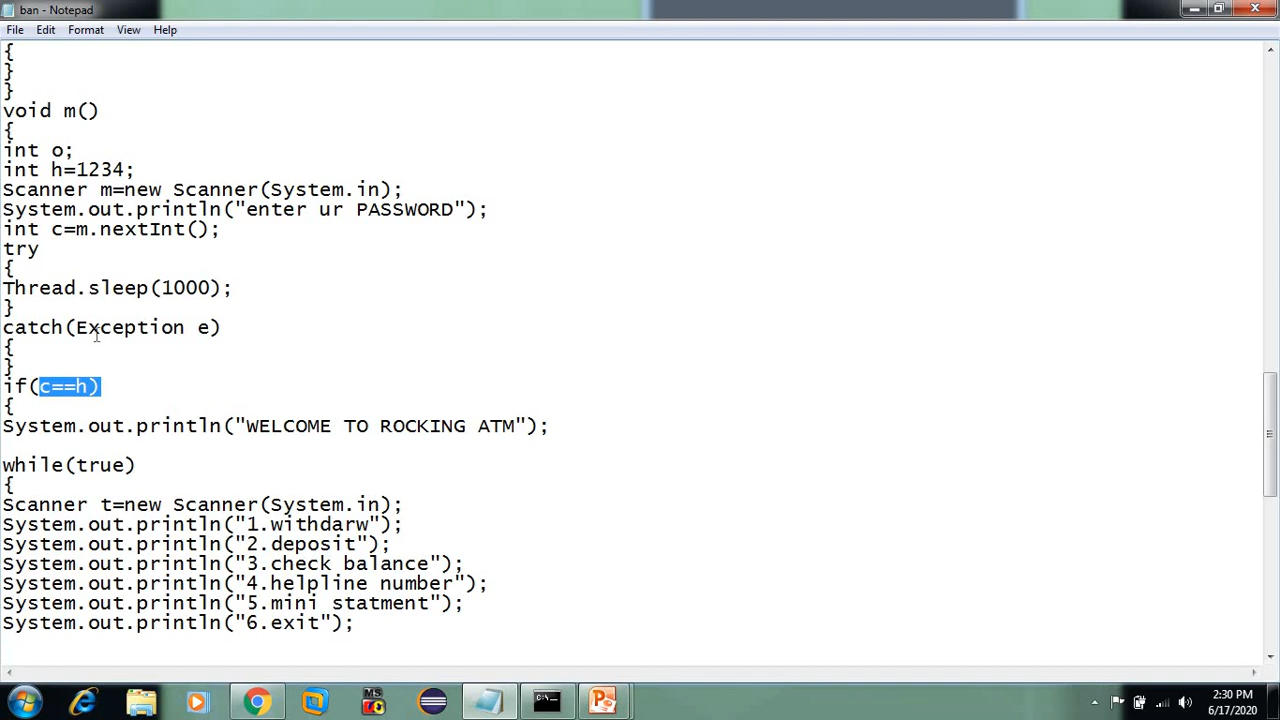 ban - Notepad
File Edit Format View Help
{
}
}
void m()
{
int o;
int h=1234;
Scanner m=new Scanner(System.in);
System.out.println("enter ur PASSWORD");
int c=m.nextInt();
try
{
Thread.sleep(1000);
}
catch(Exception e)
{
}
if(c==h)
{
System.out.println("WELCOME TO ROCKING ATM");
while(true)
{
Scanner t=new Scanner(System.in);
System.out.println("1.withdarw");
System.out.println("2.deposit");
System.out.println("3.check balance");
System.out.println("4.helpline number");
System.out.println("5.mini statment");
System.out.println("6.exit");
MS
2:30 PM
6/17/2020